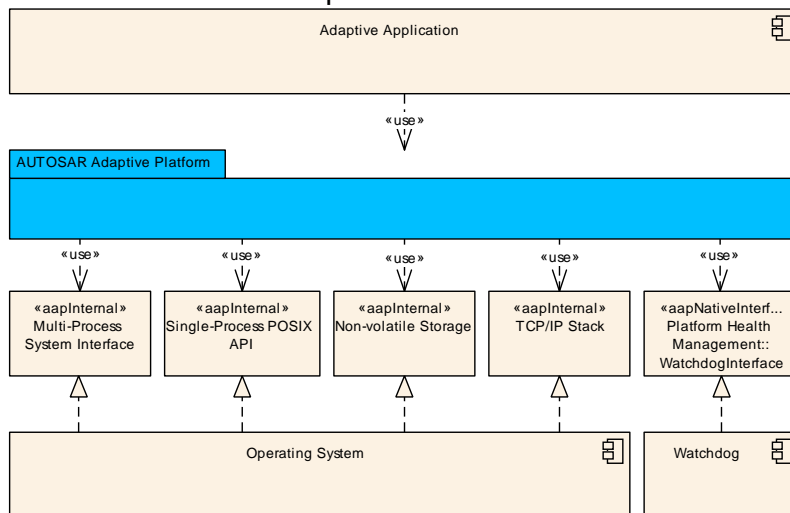 Adaptive Application
«use»
AUTOSAR Adaptive Platform
«use» «use» «use» «use» «use»
«aapInternal»
Multi-Process
System Interface
«aapInternal»
Single-Process POSIX
API
«aapInternal»
Non-volatile Storage
«aapInternal»
TCP/IP Stack
«aapNativeInterf...
Platform Health
Management::
WatchdogInterface
Operating System
Watchdog